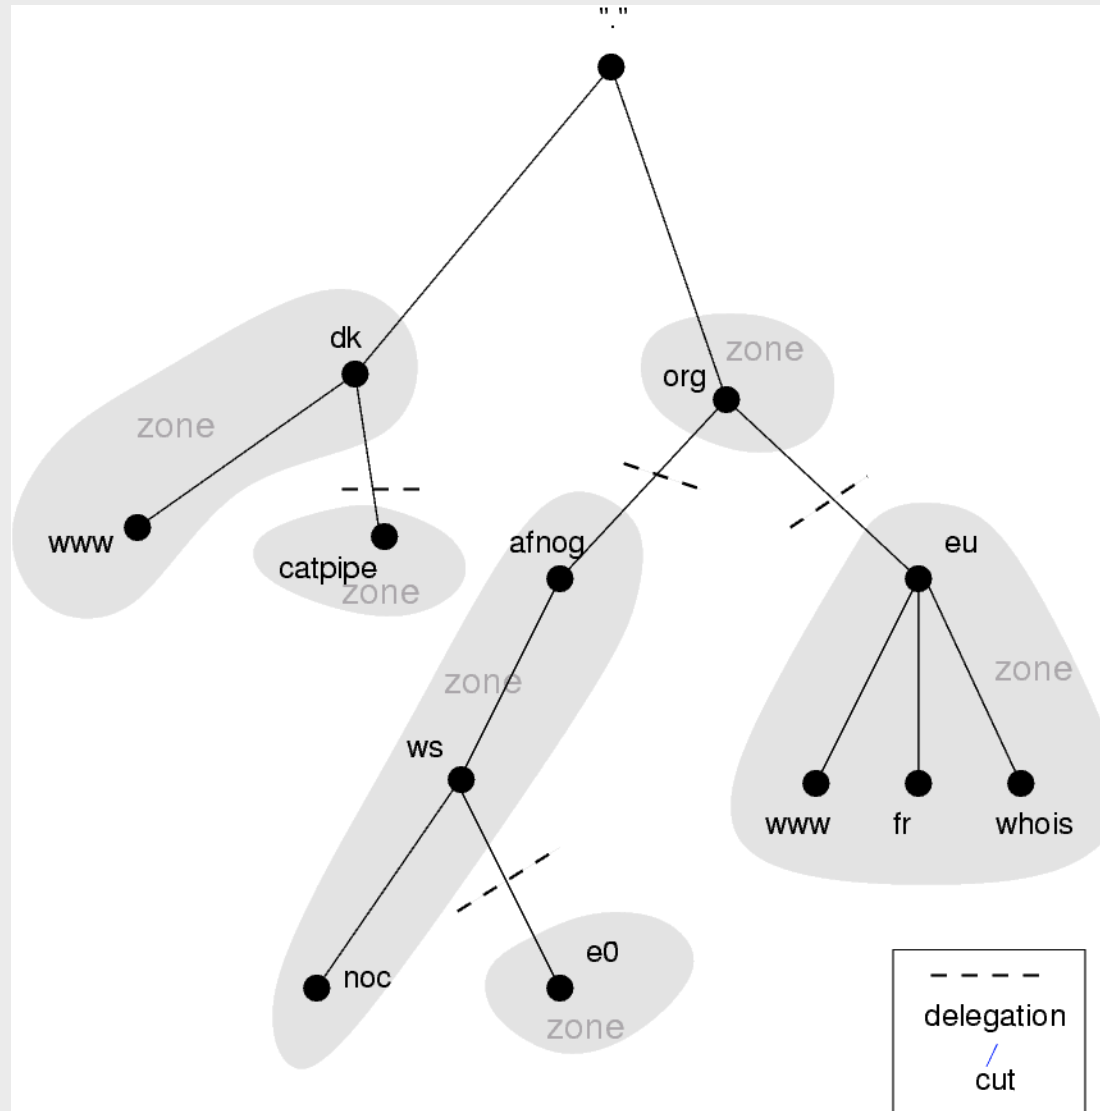 "."
dk
zone
org
zone
www
catpipe
zone
afnog
eu
zone
zone
ws
www
fr
whois
e0
noc
zone
delegation
/
cut